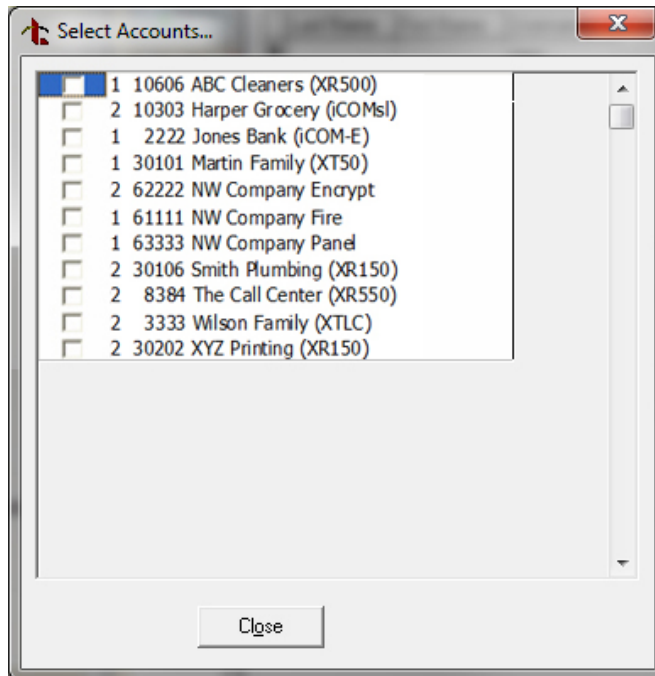 Select Accounts...
1 10606 ABC Cleaners (XR500)
2 10303 Harper Grocery (iCOMsl)
1 2222 Jones Bank (iCOM-E)
1 30101 Martin Family (XT50)
2 62222 NW Company Encrypt
1 61111 NW Company Fire
1 63333 NW Company Panel
2 30106 Smith Plumbing (XR150)
2 8384 The Call Center (XR550)
2 3333 Wilson Family (XTLC)
2 30202 XYZ Printing (XR150)
Close